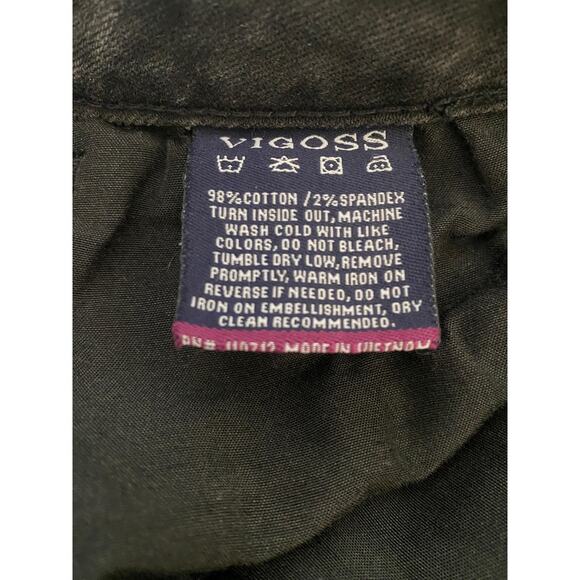 VIGOSS
98% COTTON / 2% SPANDEX
TURN INSIDE OUT, MACHINE
WASH COLD WITH LIKE
COLORS, DO NOT BLEACH,
TUMBLE DRY LOW, REMOVE
PROMPTLY, WARM IRON ON
REVERSE IF NEEDED, DO NOT
IRON ON EMBELLISHMENT, DRY
CLEAN RECOMMENDED.
RN# 110712 MADE IN VIETNAM